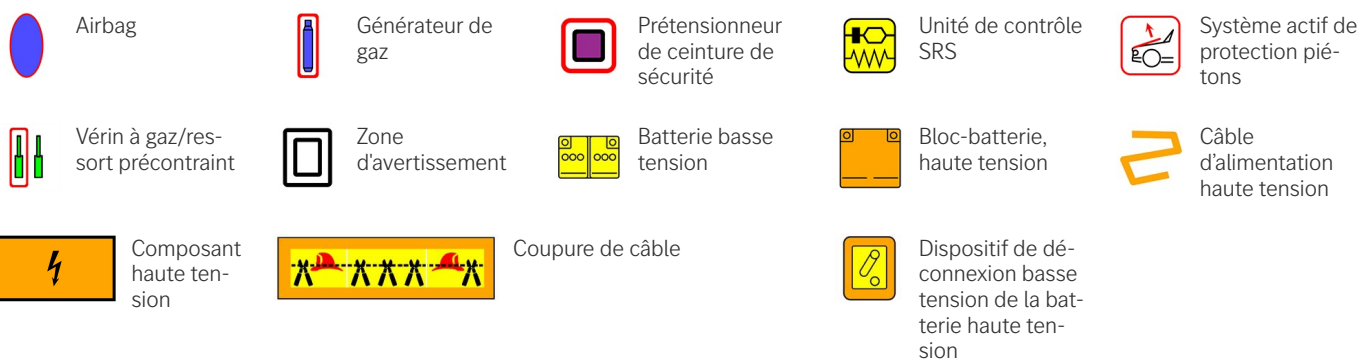 Airbag
Générateur de
gaz
Prétensionneur
de ceinture de
sécurité
Unité de contrôle
SRS
Système actif de
protection pié-
tons
Vérin à gaz/res-
sort précontraint
Zone
d'avertissement
Batterie basse
tension
Bloc-batterie,
haute tension
Câble
d’alimentation
haute tension
Composant
haute ten-
sion
Coupure de câble
Dispositif de dé-
connexion basse
tension de la bat-
terie haute ten-
sion